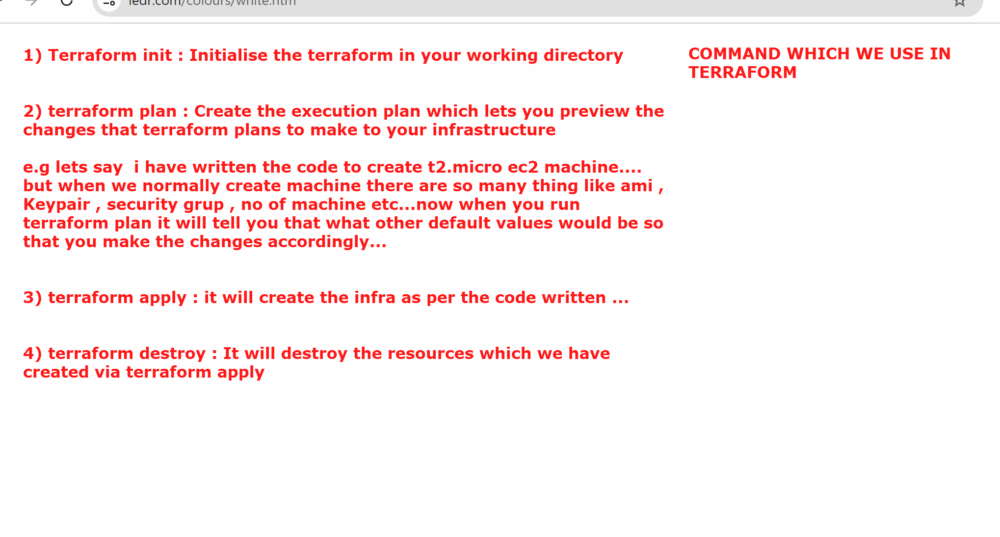 1) Terraform init : Initialise the terraform in your working directory
COMMAND WHICH WE USE IN
TERRAFORM
2) terraform plan : Create the execution plan which lets you preview the
changes that terraform plans to make to your infrastructure
e.g lets say  i have written the code to create t2.micro ec2 machine....
but when we normally create machine there are so many thing like ami ,
Keypair , security grup , no of machine etc...now when you run
terraform plan it will tell you that what other default values would be so
that you make the changes accordingly...
3) terraform apply : it will create the infra as per the code written ...
4) terraform destroy : It will destroy the resources which we have
created via terraform apply